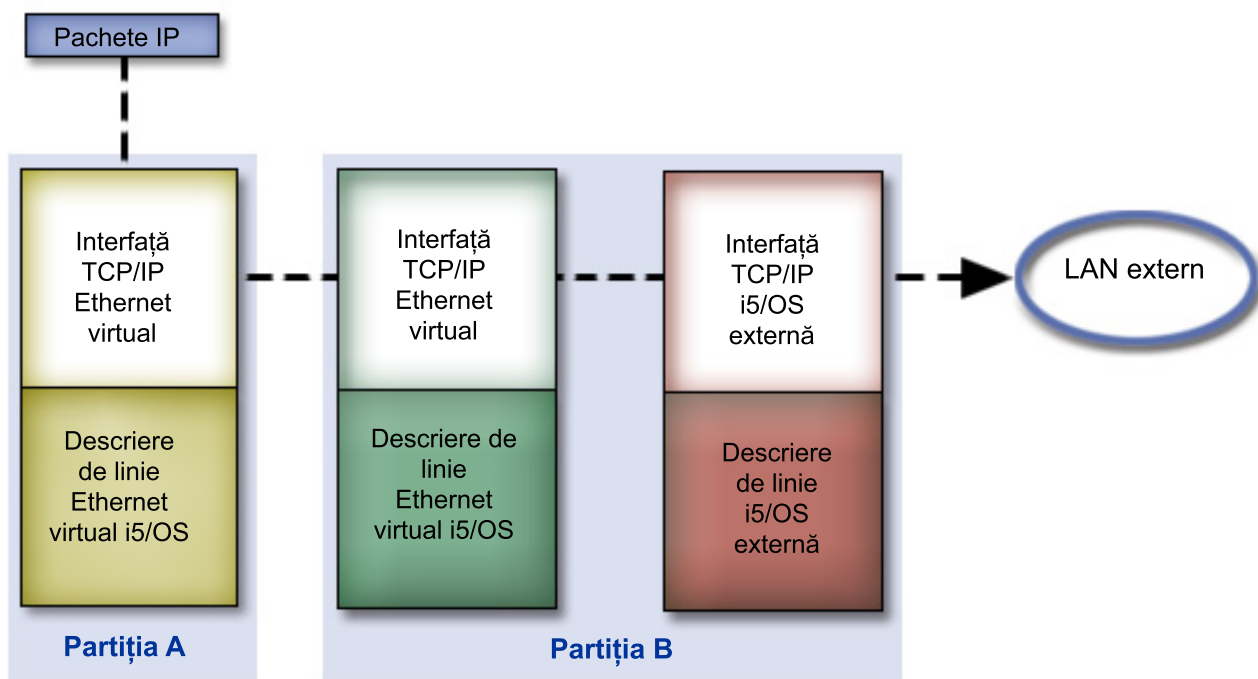 Pachete IP
Interfață
TCP/IP
Ethernet
virtual
Descriere
de linie
Ethernet
virtual i5/OS
Partiția A
Interfață
TCP/IP
Ethernet
virtual
Descriere de
linie
Ethernet
virtual i5/OS
Interfață
TCP/IP
i5/OS
externă
Descriere
de linie
i5/OS
externă
Partiția B
LAN extern